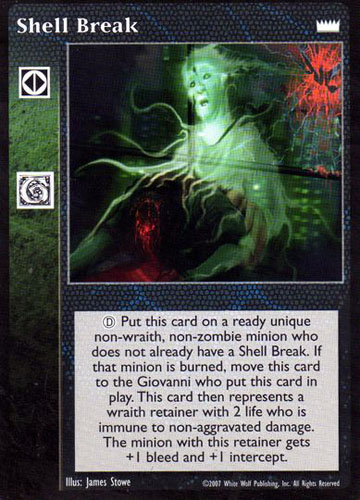 Shell Break
Ⓓ Put this card on a ready unique
non-wraith, non-zombie minion who
does not already have a Shell Break. If
that minion is burned, move this card
to the Giovanni who put this card in
play. This card then represents a
wraith retainer with 2 life who is
immune to non-aggravated damage.
The minion with this retainer gets
+1 bleed and +1 intercept.
Illus: James Stowe
©2007 White Wolf Publishing, Inc. All Rights Reserved